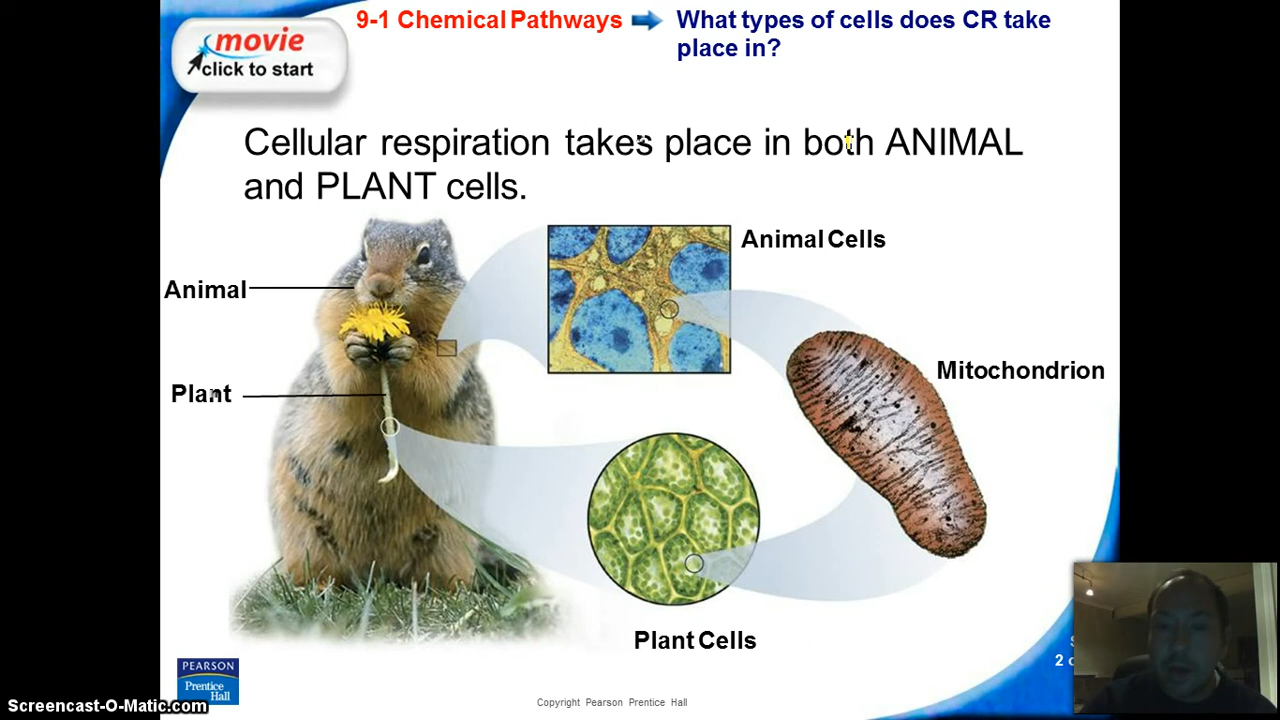 movie
click to start
9-1 Chemical Pathways
What types of cells does CR take
place in?
Cellular respiration takes place in both ANIMAL
and PLANT cells.
Animal Cells
Animal
Mitochondrion
Plant
Plant Cells
PEARSON
Prentice
Hall
Copyright Pearson Prentice Hall
Screencast-O-Matic.com